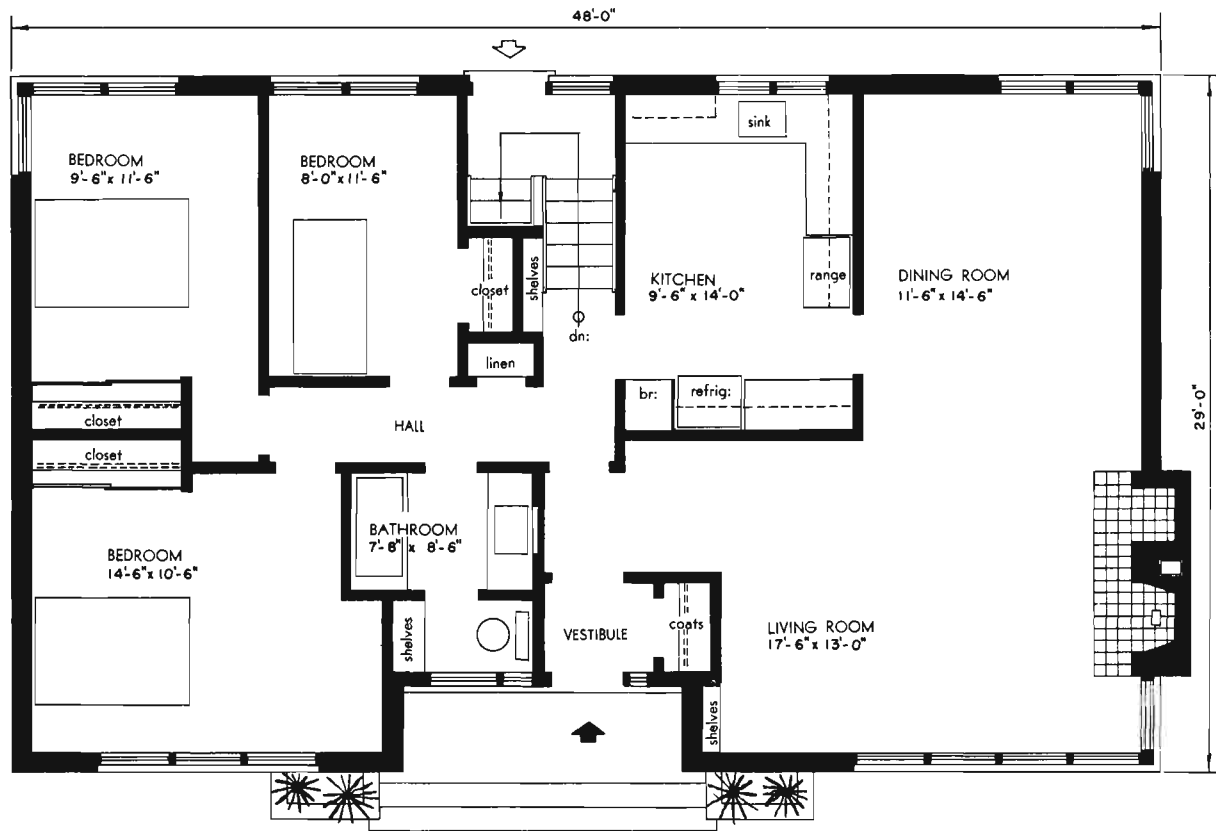 48'-0"
sink
BEDROOM
9'-6" x 11'-6"
BEDROOM
8'-0" x 11'-6"
KITCHEN
9'-6" x 14'-0"
range
DINING ROOM
11'-6" x 14'-6"
closet
shelves
dn:
linen
br:
refrig:
29'-0"
closet
HALL
closet
BATHROOM
7'-8" x 8'-6"
BEDROOM
14'-6" x 10'-6"
shelves
VESTIBULE
coats
LIVING ROOM
17'-6" x 13'-0"
shelves